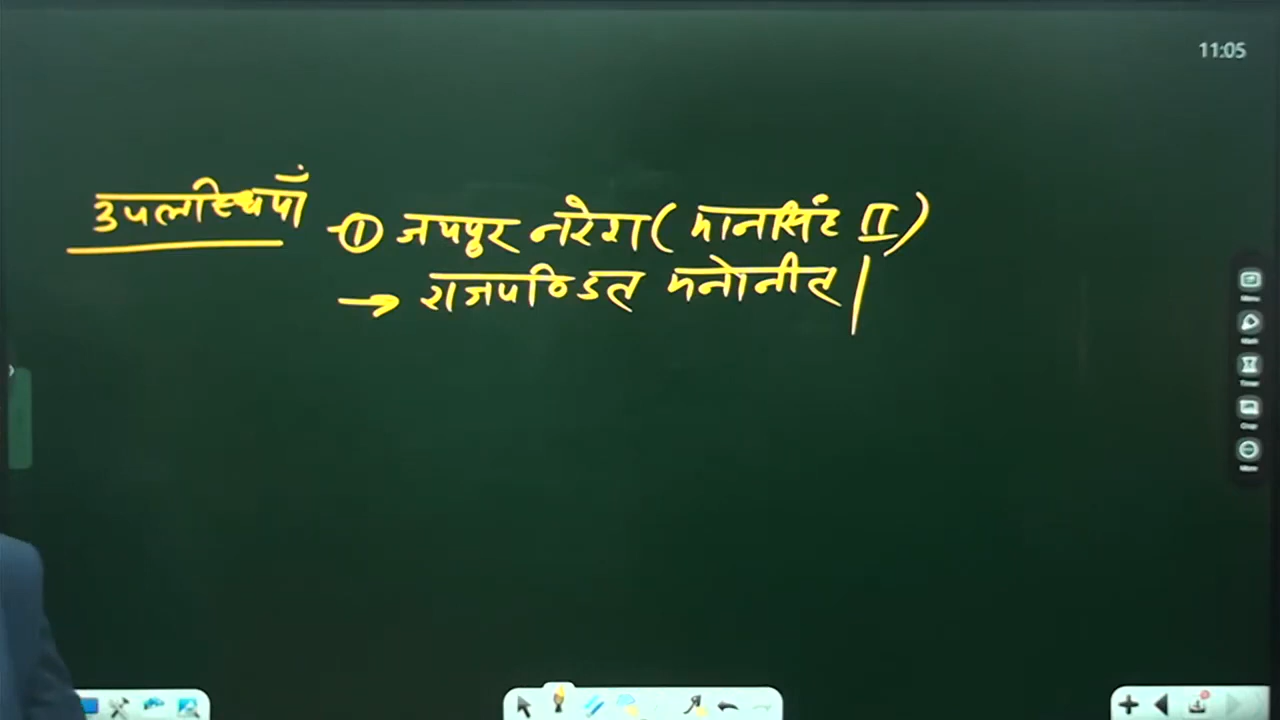 11:05
उपलब्धियाँ
① जयपुर नरेश (मानसिंह II)
→ राजपण्डित मनोनीत।